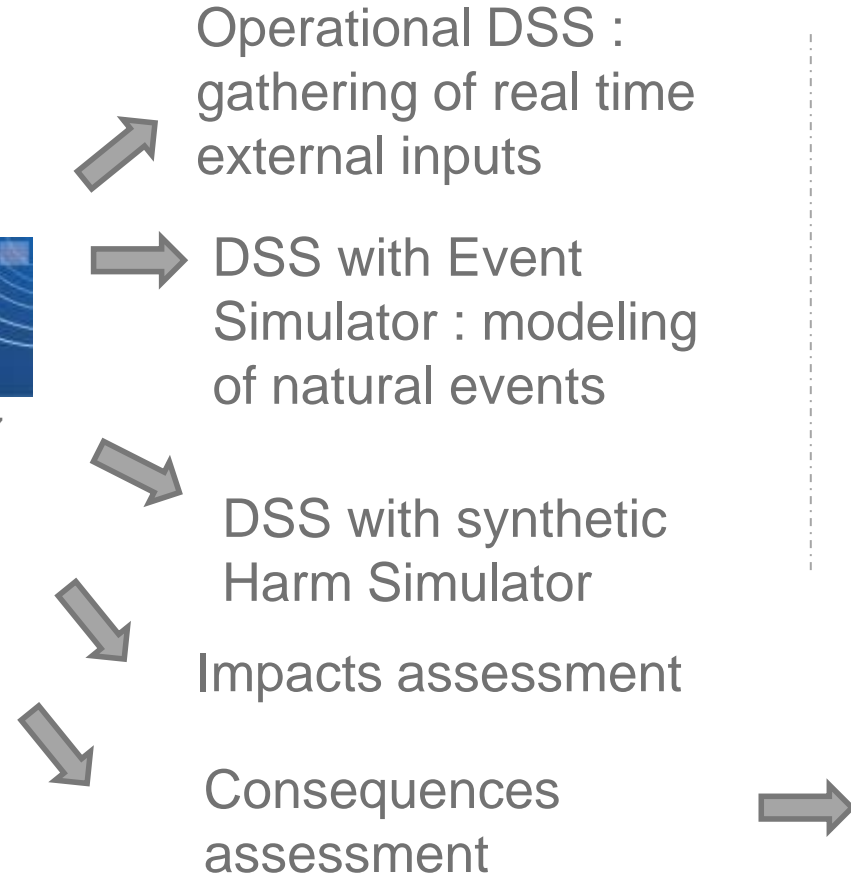 Operational DSS :
gathering of real time
external inputs
DSS with Event
Simulator : modeling
of natural events
DSS with synthetic
Harm Simulator
Impacts assessment
Consequences
assessment